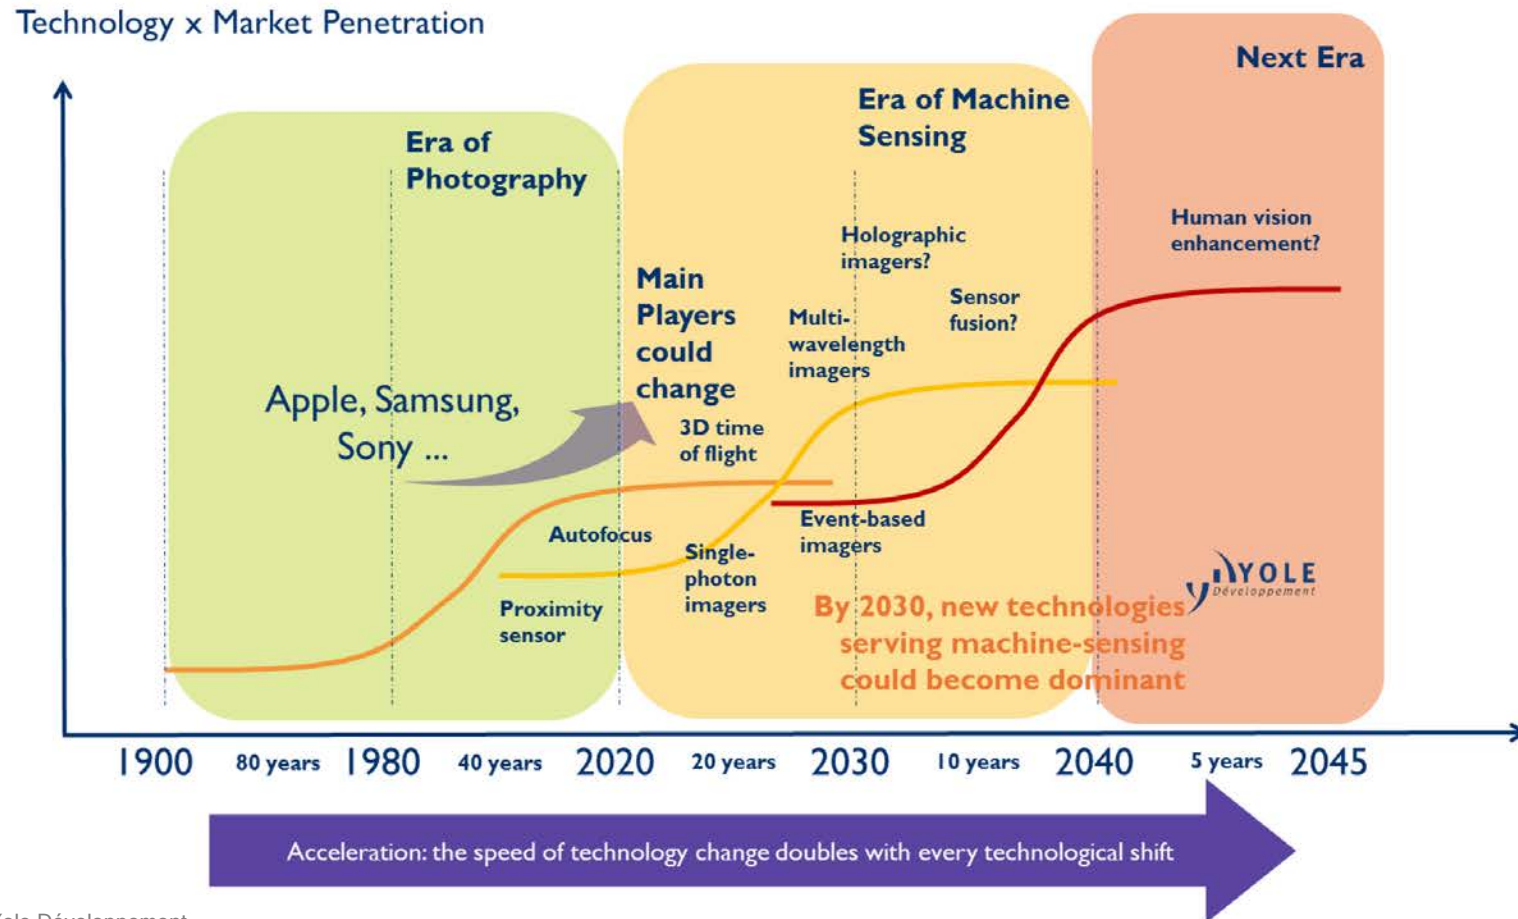 Technology x Market Penetration
Next Era
Era of Machine
Sensing
Era of
Photography
Human vision
enhancement?
Holographic
imagers?
Main
Players
could
change
Sensor
fusion?
Multi-
wavelength
imagers
Apple, Samsung,
Sony ...
3D time
of flight
Autofocus
Event-based
imagers
Single-
photon
imagers
Proximity
sensor
YOLE
Développement
By 2030, new technologies
serving machine-sensing
could become dominant
1900 80 years 1980 40 years 2020 20 years 2030 10 years 2040 5 years 2045
Acceleration: the speed of technology change doubles with every technological shift